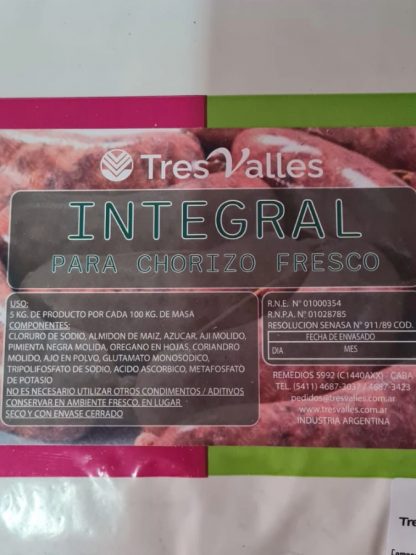 Tres Valles
INTEGRAL
PARA CHORIZO FRESCO
USO:
5 KG. DE PRODUCTO POR CADA 100 KG. DE MASA
COMPONENTES:
CLORURO DE SODIO, ALMIDON DE MAIZ, AZUCAR, AJI MOLIDO,
PIMIENTA NEGRA MOLIDA, OREGANO EN HOJAS, CORIANDRO
MOLIDO, AJO EN POLVO, GLUTAMATO MONOSODICO,
TRIPOLIFOSFATO DE SODIO, ACIDO ASCORBICO, METAFOSFATO
DE POTASIO
NO ES NECESARIO UTILIZAR OTROS CONDIMENTOS / ADITIVOS
CONSERVAR EN AMBIENTE FRESCO, EN LUGAR
SECO Y CON ENVASE CERRADO
R.N.E. N° 01000354
R.N.P.A. N° 01028785
RESOLUCION SENASA N° 911/89 COD.
FECHA DE ENVASADO
DIA MES
REMEDIOS 5992 (C1440AXX) - CABA
TEL. (5411) 4687-3037 / 4687-3423
pedidos@tresvalles.com.ar
www.tresvalles.com.ar
INDUSTRIA ARGENTINA
Tre